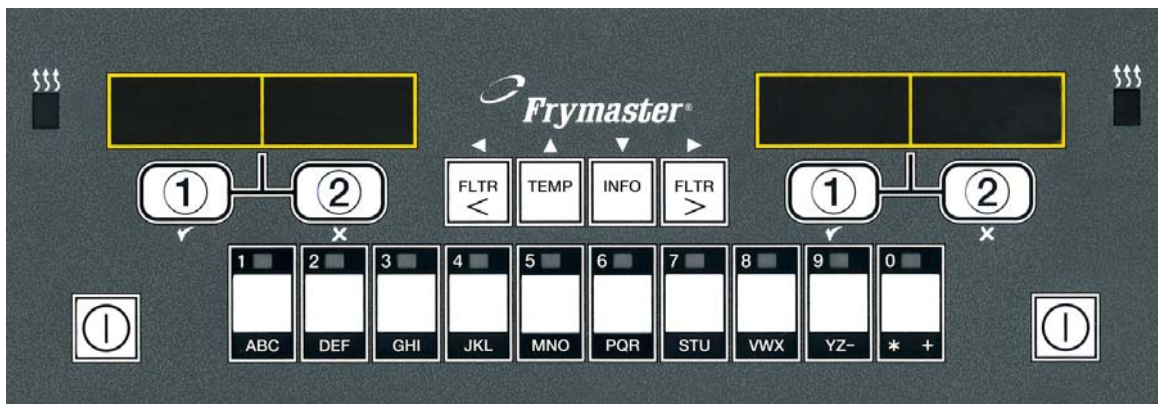 Frymaster®
1 2 1 2
FLTR TEMP INFO FLTR
< >
1 2 3 4 5 6 7 8 9 0
ABC DEF GHI JKL MNO PQR STU VWX YZ- * +